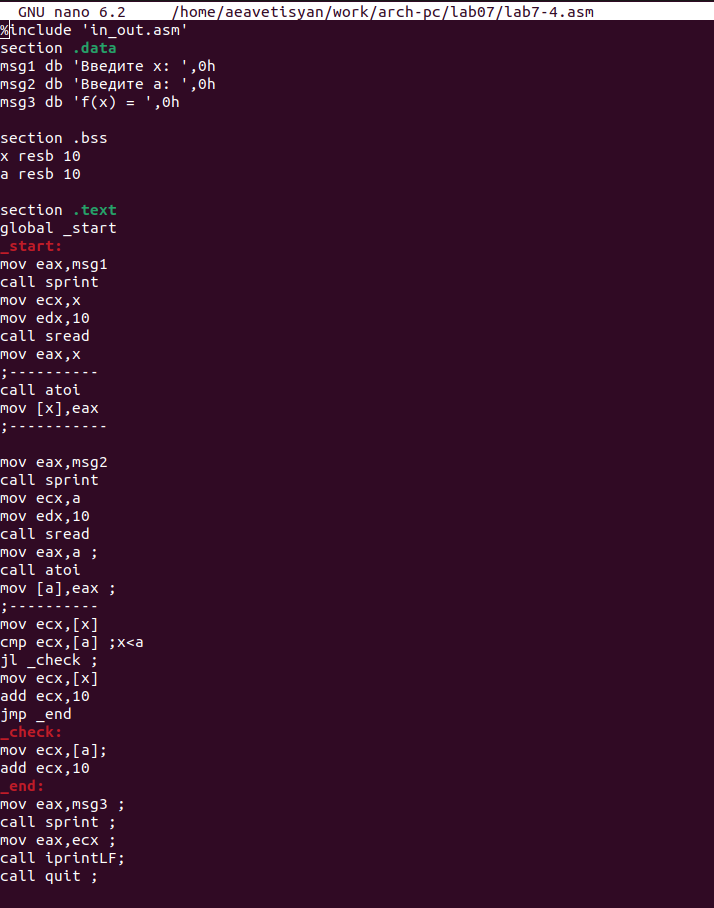 GNU nano 6.2 /home/aeavetisyan/work/arch-pc/lab07/lab7-4.asm
%include 'in_out.asm'
section .data
msg1 db 'Введите x: ',0h
msg2 db 'Введите a: ',0h
msg3 db 'f(x) = ',0h
section .bss
x resb 10
a resb 10
section .text
global _start
_start:
mov eax,msg1
call sprint
mov ecx,x
mov edx,10
call sread
mov eax,x
;----------
call atoi
mov [x],eax
;-----------
mov eax,msg2
call sprint
mov ecx,a
mov edx,10
call sread
mov eax,a ;
call atoi
mov [a],eax ;
;----------
mov ecx,[x]
cmp ecx,[a] ;x<a
jl _check ;
mov ecx,[x]
add ecx,10
jmp _end
_check:
mov ecx,[a];
add ecx,10
_end:
mov eax,msg3 ;
call sprint ;
mov eax,ecx ;
call iprintLF;
call quit ;